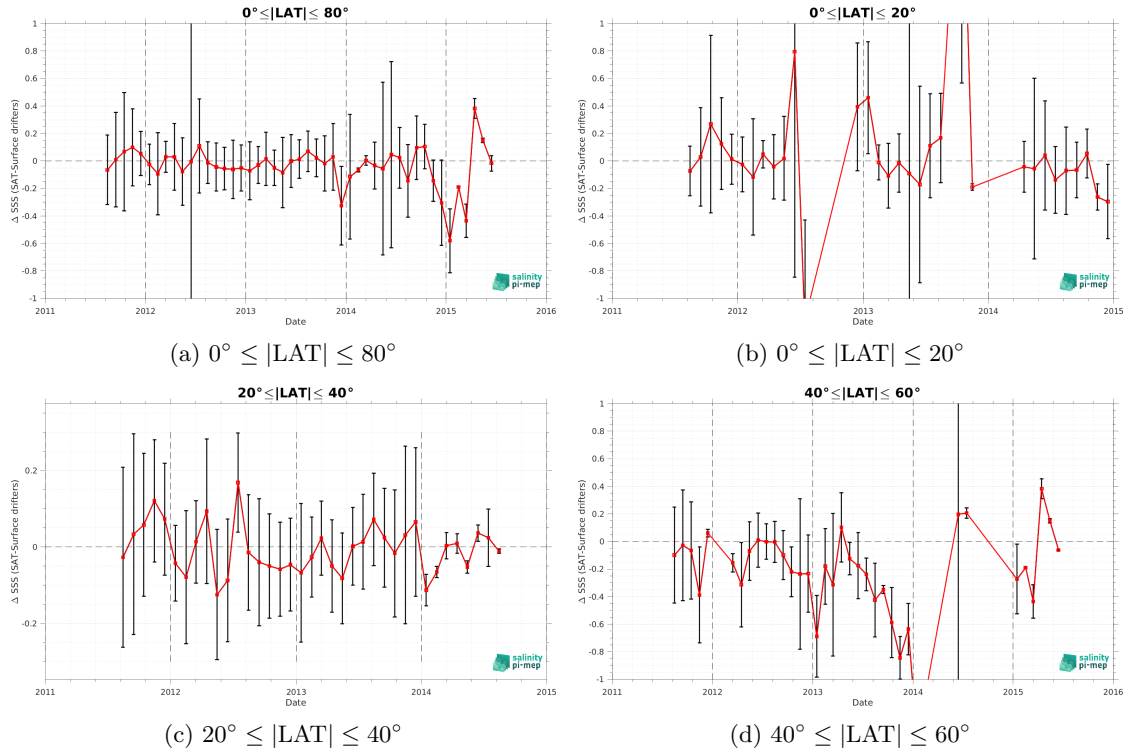 0°≤|LAT|≤ 80°
1
0.8
0.6
0.4
0.2
0
-0.2
-0.4
-0.6
-0.8
-1
Δ SSS (SAT-Surface drifters)
2011
2012
2013
2014
2015
2016
Date
salinity
pi-mep
(a) 0° ≤ |LAT| ≤ 80°
0°≤|LAT|≤ 20°
1
0.8
0.6
0.4
0.2
0
-0.2
-0.4
-0.6
-0.8
-1
Δ SSS (SAT-Surface drifters)
2011
2012
2013
2014
2015
Date
salinity
pi-mep
(b) 0° ≤ |LAT| ≤ 20°
20°≤|LAT|≤ 40°
0.2
0
-0.2
Δ SSS (SAT-Surface drifters)
2011
2012
2013
2014
2015
Date
salinity
pi-mep
(c) 20° ≤ |LAT| ≤ 40°
40°≤|LAT|≤ 60°
1
0.8
0.6
0.4
0.2
0
-0.2
-0.4
-0.6
-0.8
-1
Δ SSS (SAT-Surface drifters)
2011
2012
2013
2014
2015
2016
Date
salinity
pi-mep
(d) 40° ≤ |LAT| ≤ 60°